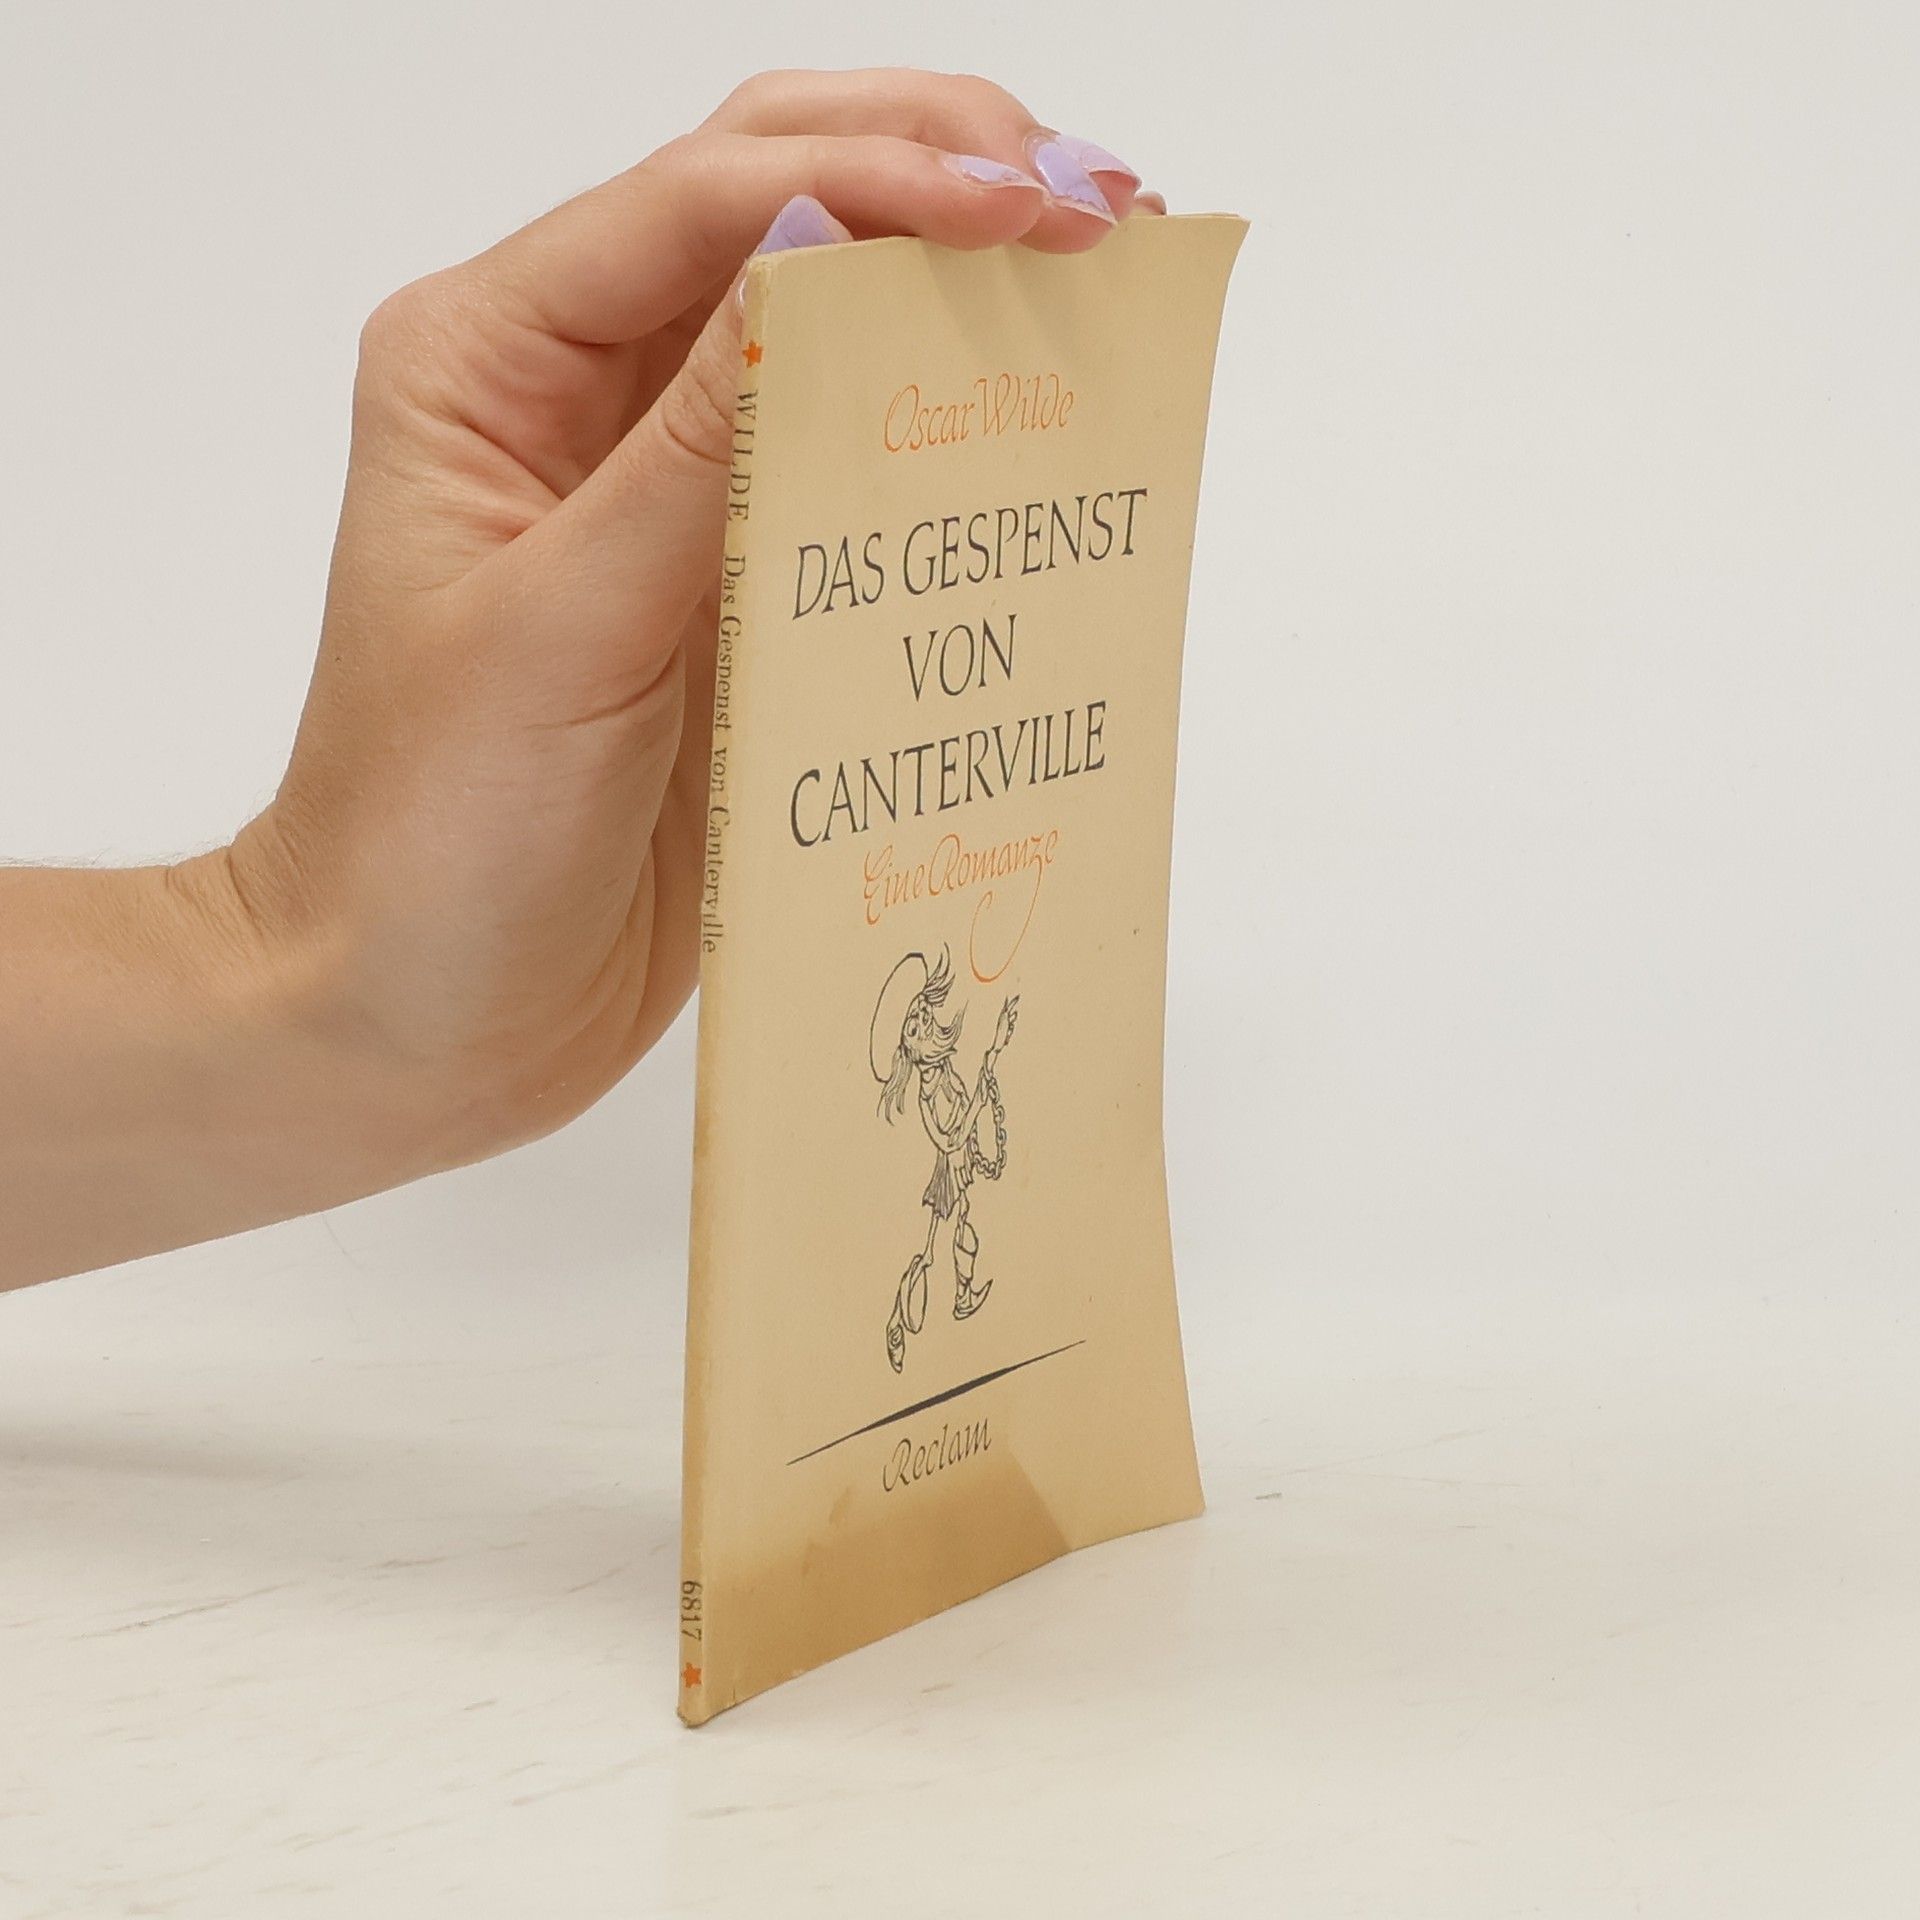 Oscar Wilde
DAS GESPENST
VON
CANTERVILLE
Eine Romanze
Reclam
WILDE Das Gespenst von Canterville
6817